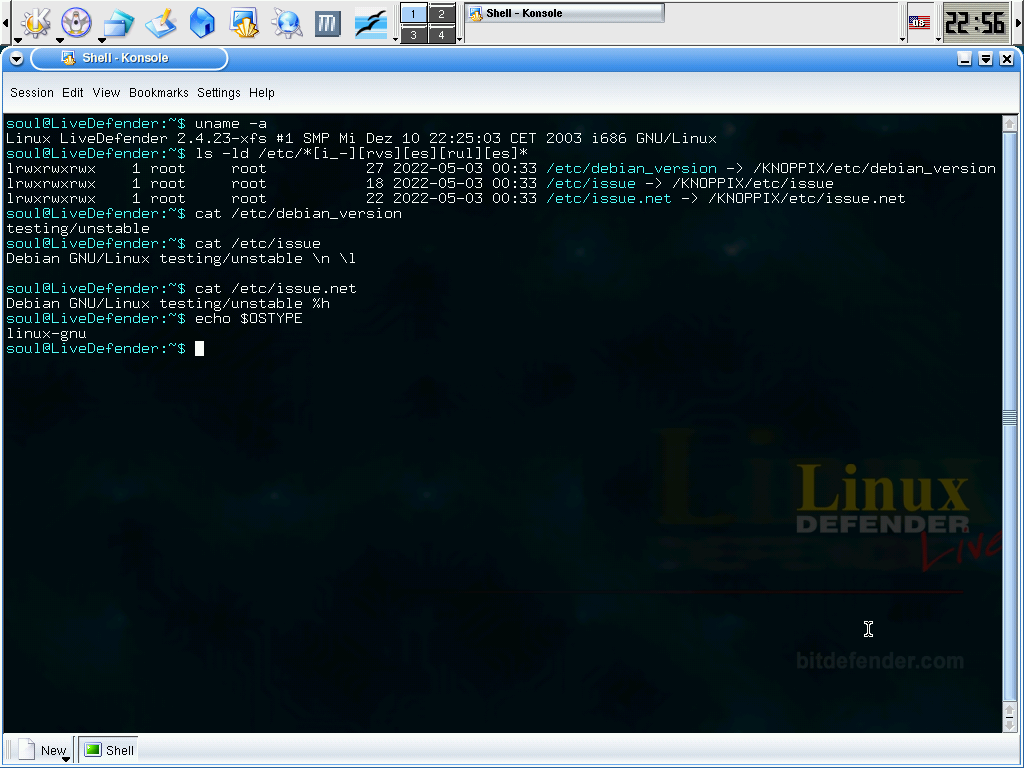 1 2 3 4
Shell - Konsole
US
22:56
Shell - Konsole
Session Edit View Bookmarks Settings Help
soul@LiveDefender:~$ uname -a
Linux LiveDefender 2.4.23-xfs #1 SMP Mi Dez 10 22:25:03 CET 2003 i686 GNU/Linux
soul@LiveDefender:~$ ls -ld /etc/*[i_-][rvs][es][rul][es]*
lrwxrwxrwx    1 root     root           27 2022-05-03 00:33 /etc/debian_version -> /KNOPPIX/etc/debian_version
lrwxrwxrwx    1 root     root           18 2022-05-03 00:33 /etc/issue -> /KNOPPIX/etc/issue
lrwxrwxrwx    1 root     root           22 2022-05-03 00:33 /etc/issue.net -> /KNOPPIX/etc/issue.net
soul@LiveDefender:~$ cat /etc/debian_version
testing/unstable
soul@LiveDefender:~$ cat /etc/issue
Debian GNU/Linux testing/unstable \n \l
soul@LiveDefender:~$ cat /etc/issue.net
Debian GNU/Linux testing/unstable %h
soul@LiveDefender:~$ echo $OSTYPE
linux-gnu
soul@LiveDefender:~$
Linux
DEFENDER
Live
bitdefender.com
New Shell